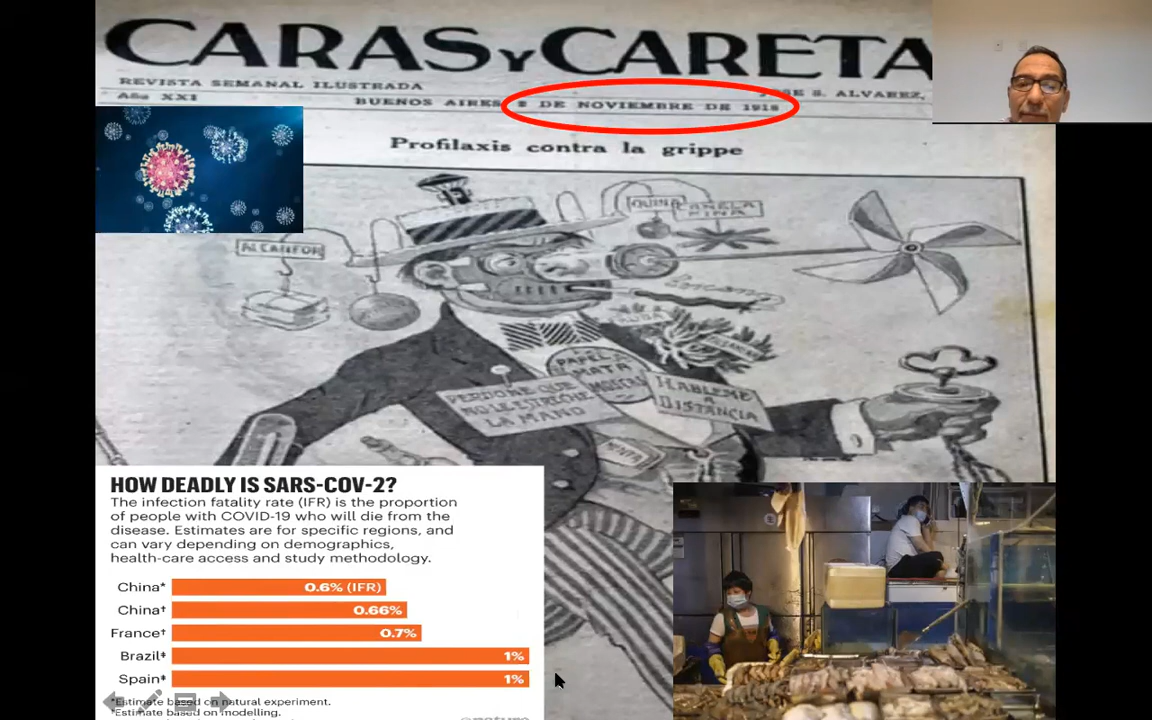 CARAS Y CARETA
REVISTA SEMANAL ILUSTRADA
JOSE S. ALVAREZ,
Año XXI
BUENOS AIRES 2 DE NOVIEMBRE DE 1918
Profilaxis contra la grippe
QUINA
ALCANFOR
PAPEL
MATA
MOSCAS
PERDONE QUE
NO LE ESTRECHE
LA MANO
HABLEME
A
DISTANCIA
HOW DEADLY IS SARS-COV-2?
The infection fatality rate (IFR) is the proportion
of people with COVID-19 who will die from the
disease. Estimates are for specific regions, and
can vary depending on demographics,
health-care access and study methodology.
China* 0.6% (IFR)
China† 0.66%
France† 0.7%
Brazil‡ 1%
Spain‡ 1%
*Estimate based on natural experiment.
†Estimate based on modelling.
©nature